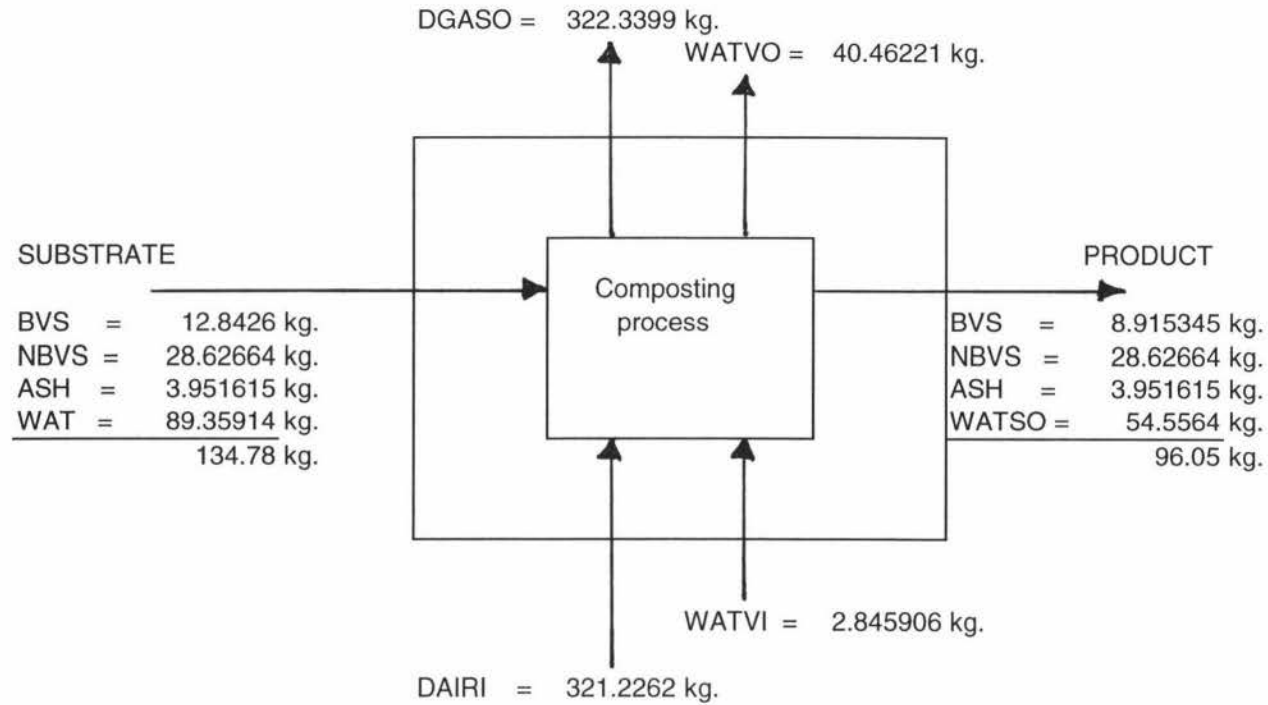 DGASO = 322.3399 kg.
WATVO = 40.46221 kg.
SUBSTRATE
BVS = 12.8426 kg.
NBVS = 28.62664 kg.
ASH = 3.951615 kg.
WAT = 89.35914 kg.
134.78 kg.
Composting
process
PRODUCT
BVS = 8.915345 kg.
NBVS = 28.62664 kg.
ASH = 3.951615 kg.
WATSO = 54.5564 kg.
96.05 kg.
WATVI = 2.845906 kg.
DAIRI = 321.2262 kg.